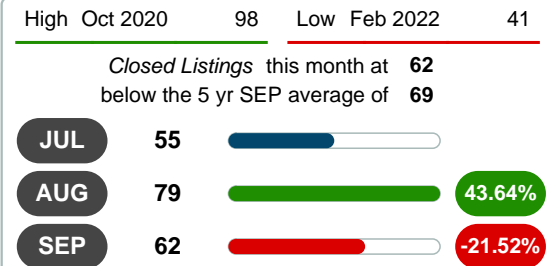 High Oct 2020 98 Low Feb 2022 41
Closed Listings this month at 62
below the 5 yr SEP average of 69
JUL 55
AUG 79 43.64%
SEP 62 -21.52%